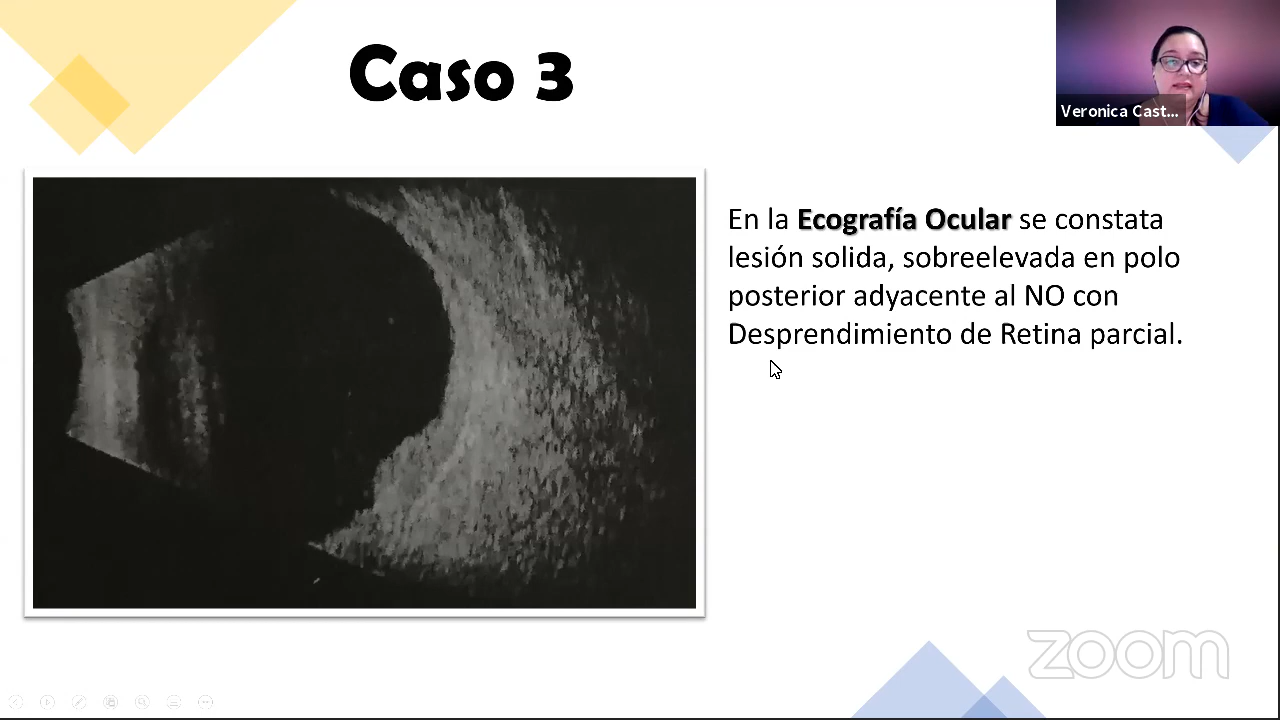 Caso 3
Veronica Cast...
En la Ecografía Ocular se constata
lesión solida, sobreelevada en polo
posterior adyacente al NO con
Desprendimiento de Retina parcial.
zoom